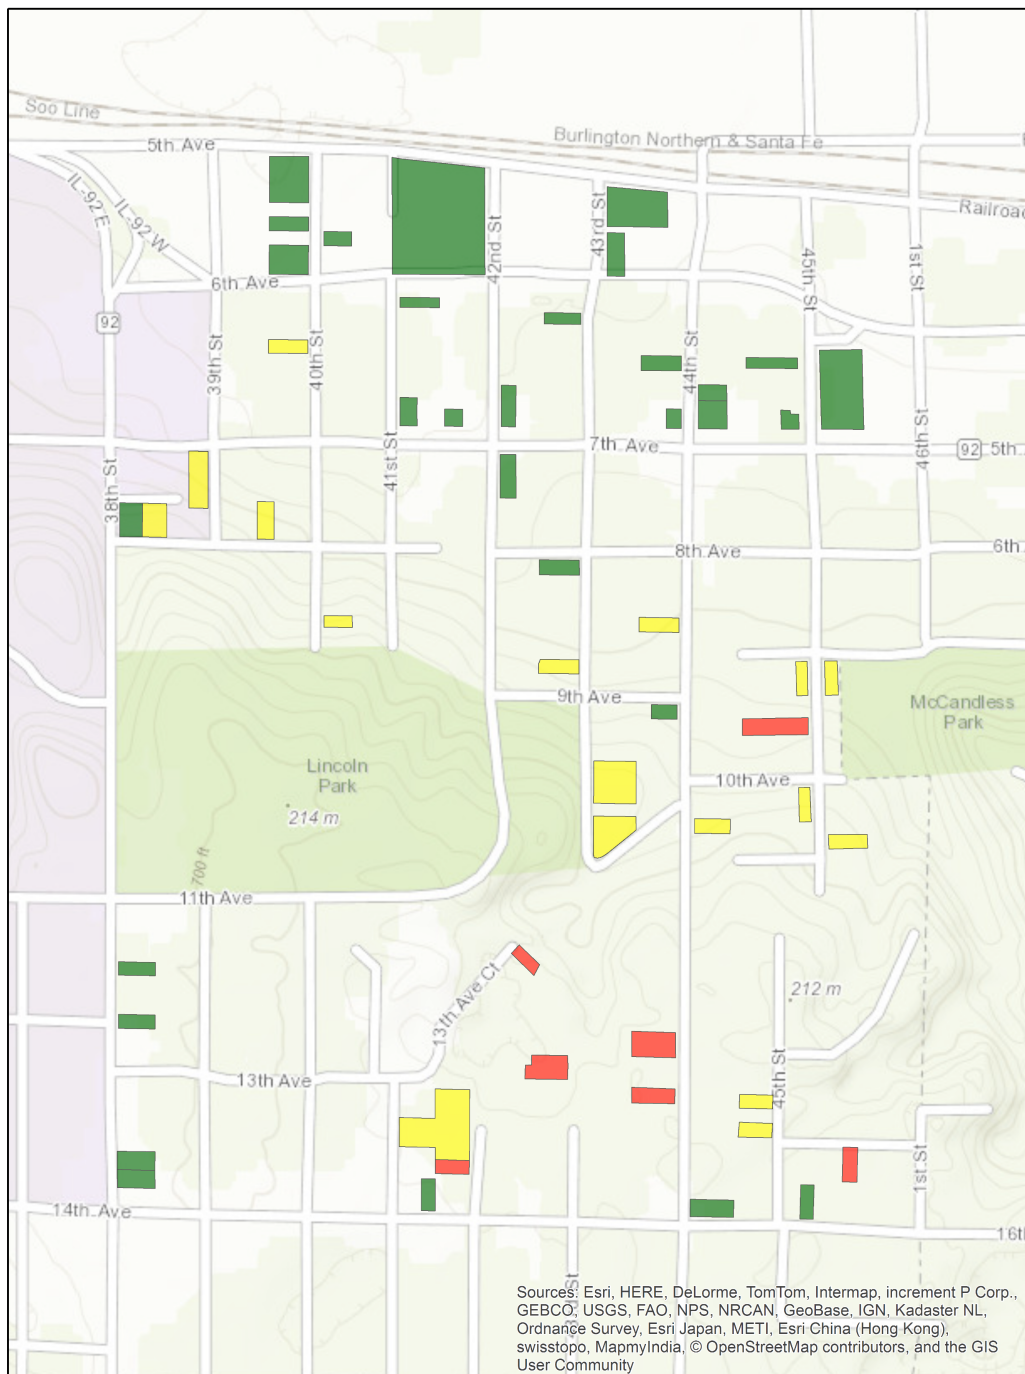 Soo Line
Burlington Northern & Santa Fe
5th Ave
IL-92 E
IL-92 W
Railroad
42nd St
43rd St
45th St
1st St
6th Ave
92
39th St
40th St
44th St
41st St
7th Ave
46th St
92
5th
38th St
8th Ave
6th
9th Ave
McCandless
Park
Lincoln
Park
10th Ave
214 m
700 ft
11th Ave
13th Ave Ct
212 m
13th Ave
45th St
1st St
14th Ave
16th
Sources: Esri, HERE, DeLorme, TomTom, Intermap, increment P Corp.,
GEBCO, USGS, FAO, NPS, NRCAN, GeoBase, IGN, Kadaster NL,
Ordnance Survey, Esri Japan, METI, Esri China (Hong Kong),
swisstopo, MapmyIndia, © OpenStreetMap contributors, and the GIS
User Community